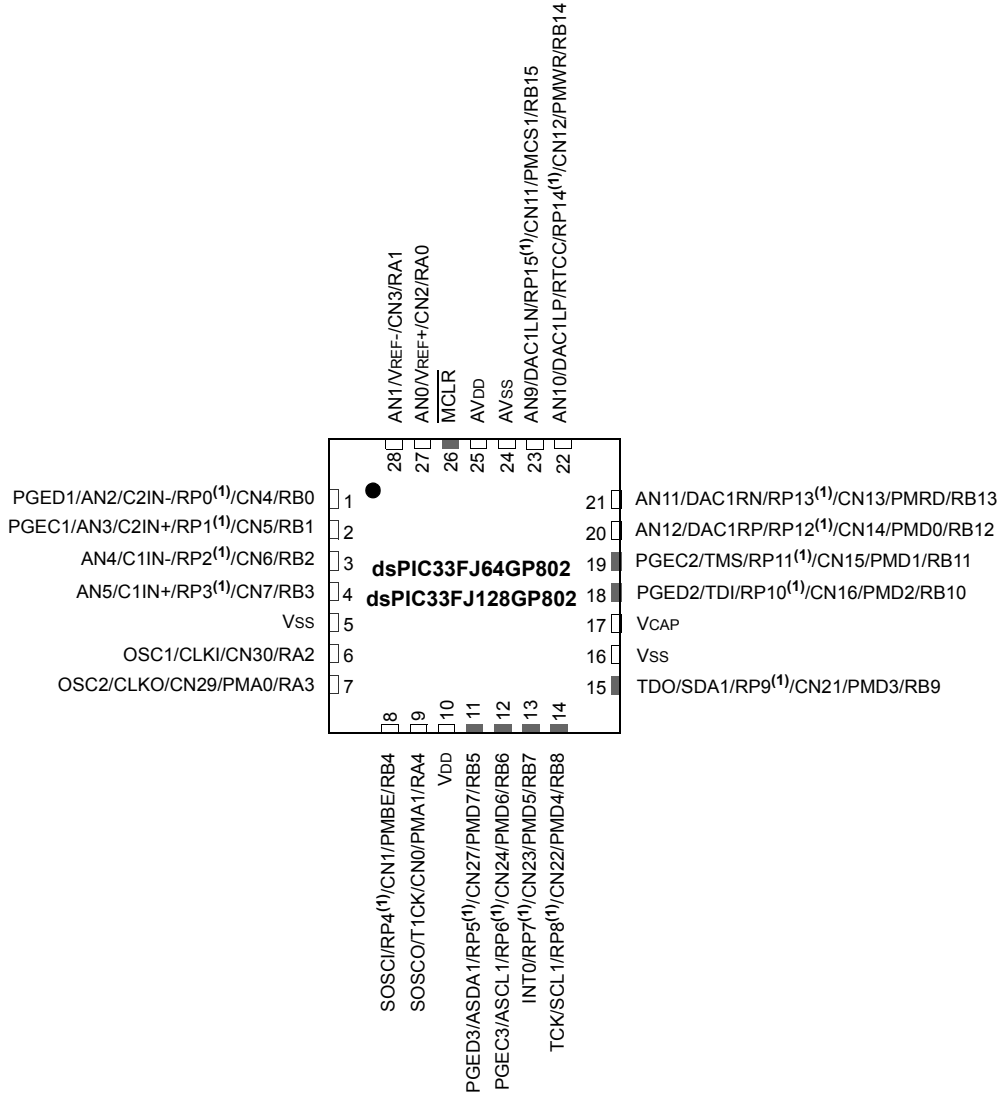 AN1/VREF-/CN3/RA1
AN0/VREF+/CN2/RA0
MCLR
AVDD
AVSS
AN9/DAC1LN/RP15(1)/CN11/PMCS1/RB15
AN10/DAC1LP/RTCC/RP14(1)/CN12/PMWR/RB14
28
27
26
25
24
23
22
PGED1/AN2/C2IN-/RP0(1)/CN4/RB0
1
PGEC1/AN3/C2IN+/RP1(1)/CN5/RB1
2
AN4/C1IN-/RP2(1)/CN6/RB2
3
AN5/C1IN+/RP3(1)/CN7/RB3
4
VSS
5
OSC1/CLKI/CN30/RA2
6
OSC2/CLKO/CN29/PMA0/RA3
7
dsPIC33FJ64GP802
dsPIC33FJ128GP802
21
AN11/DAC1RN/RP13(1)/CN13/PMRD/RB13
20
AN12/DAC1RP/RP12(1)/CN14/PMD0/RB12
19
PGEC2/TMS/RP11(1)/CN15/PMD1/RB11
18
PGED2/TDI/RP10(1)/CN16/PMD2/RB10
17
VCAP
16
VSS
15
TDO/SDA1/RP9(1)/CN21/PMD3/RB9
8
9
10
11
12
13
14
SOSCI/RP4(1)/CN1/PMBE/RB4
SOSCO/T1CK/CN0/PMA1/RA4
VDD
PGED3/ASDA1/RP5(1)/CN27/PMD7/RB5
PGEC3/ASCL1/RP6(1)/CN24/PMD6/RB6
INT0/RP7(1)/CN23/PMD5/RB7
TCK/SCL1/RP8(1)/CN22/PMD4/RB8